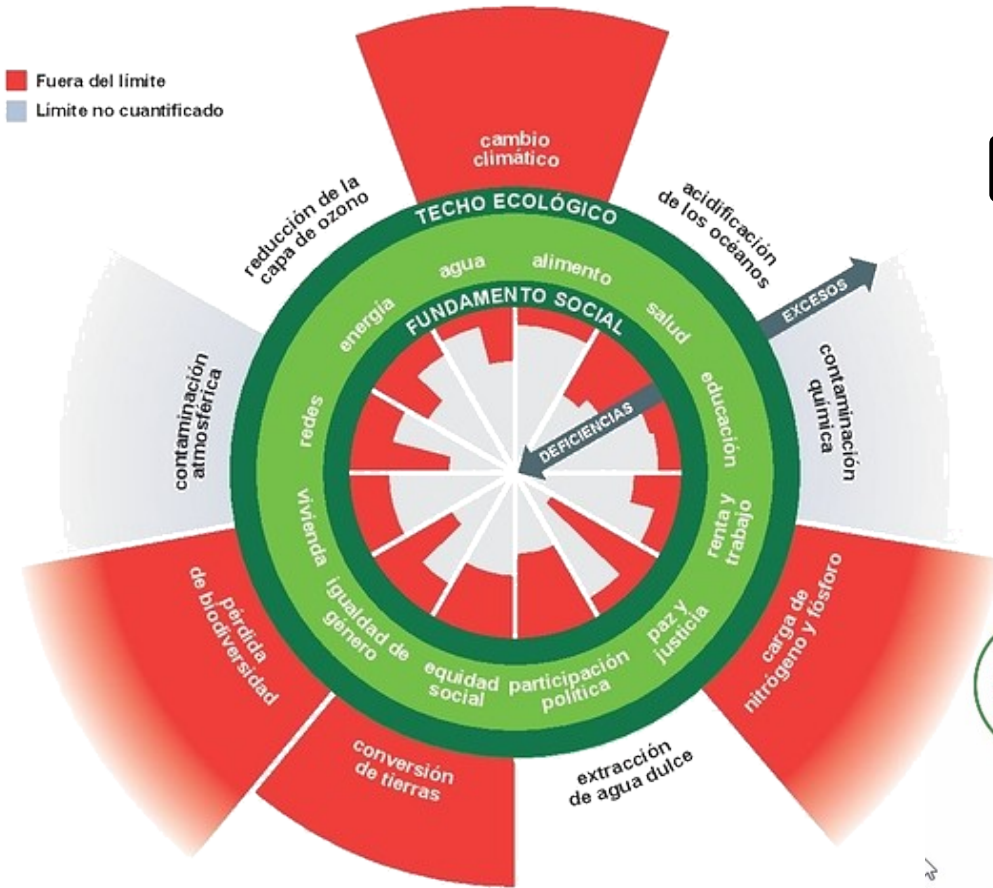 Fuera del límite
Límite no cuantificado
cambio
climático
reducción de la
capa de ozono
acidificación
de los océanos
TECHO ECOLÓGICO
EXCESOS
agua
alimento
energía
salud
FUNDAMENTO SOCIAL
contaminación
atmosférica
contaminación
química
redes
educación
DEFICIENCIAS
vivienda
renta y
trabajo
igualdad de
género
paz y
justicia
equidad
social
participación
política
pérdida
de biodiversidad
carga de
nitrógeno y fósforo
conversión
de tierras
extracción
de agua dulce